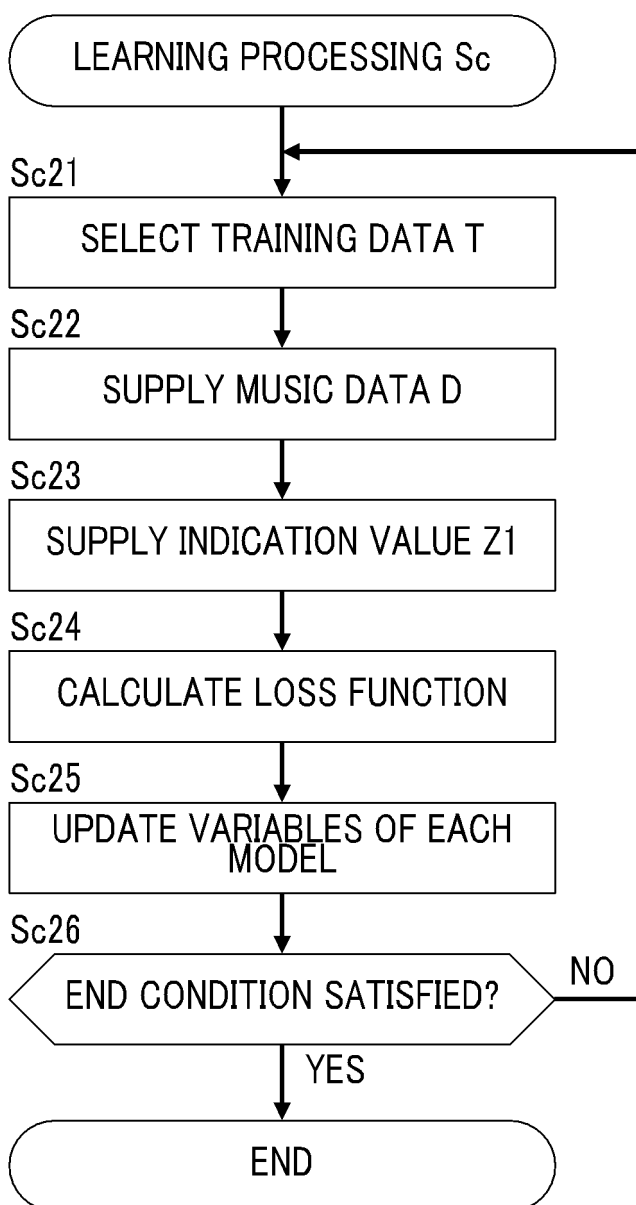 LEARNING PROCESSING Sc
Sc21
SELECT TRAINING DATA T
Sc22
SUPPLY MUSIC DATA D
Sc23
SUPPLY INDICATION VALUE Z1
Sc24
CALCULATE LOSS FUNCTION
Sc25
UPDATE VARIABLES OF EACH
MODEL
Sc26
END CONDITION SATISFIED?
NO
YES
END